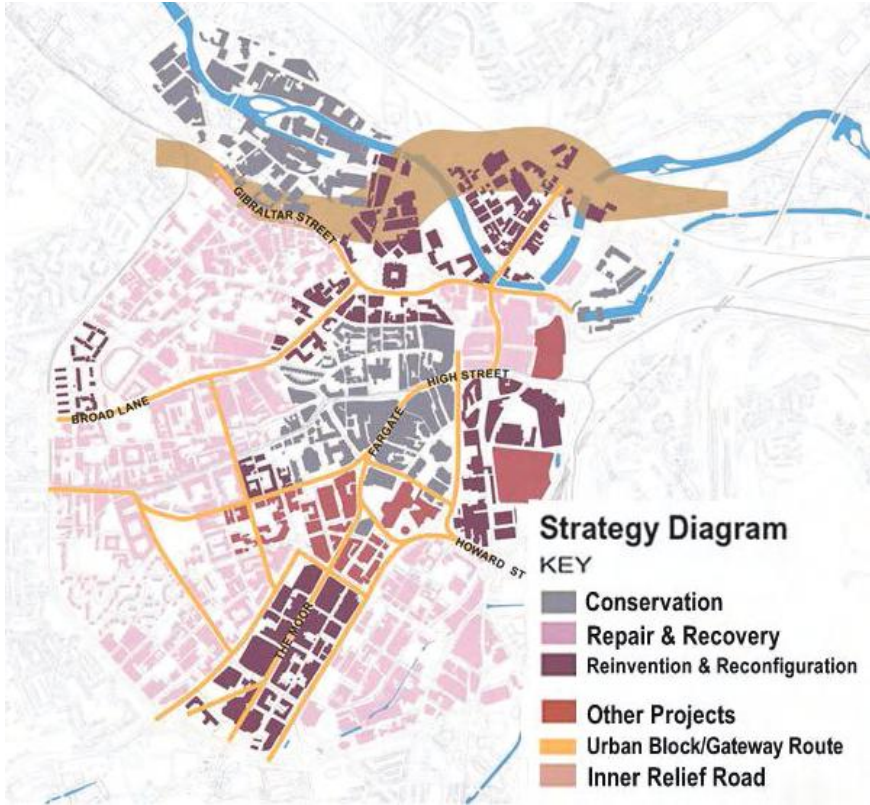 GIBRALTAR STREET
HIGH STREET
BROAD LANE
FARGATE
HOWARD ST
THE MOOR
Strategy Diagram
KEY
Conservation
Repair & Recovery
Reinvention & Reconfiguration
Other Projects
Urban Block/Gateway Route
Inner Relief Road